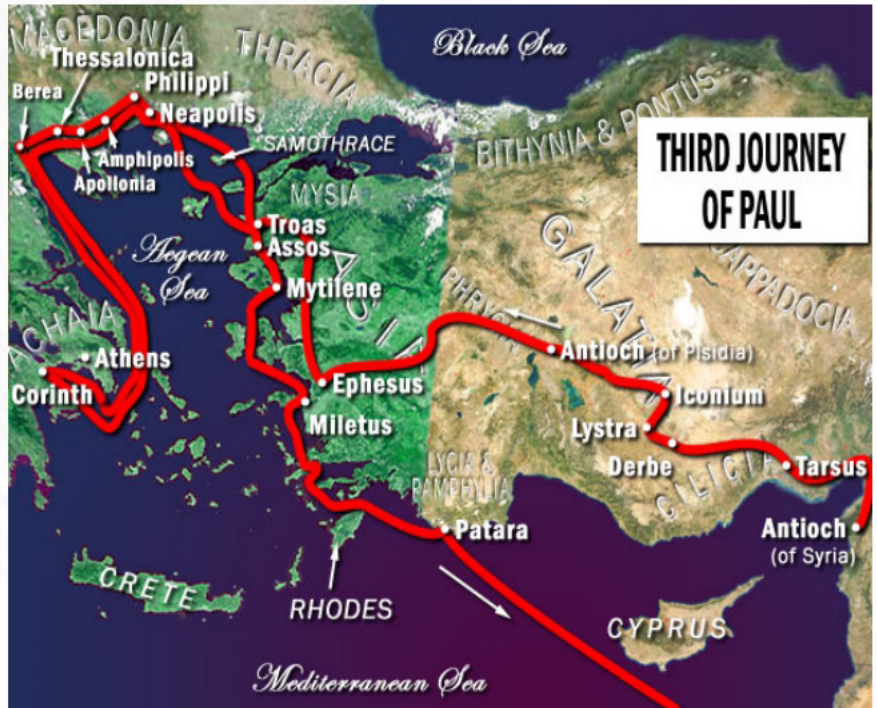 MACEDONIA
Thessalonica
Berea
Philippi
Neapolis
Amphipolis
Apollonia
THRACIA
Black Sea
SAMOTHRACE
BITHYNIA & PONTUS
THIRD JOURNEY
OF PAUL
MYSIA
Troas
Assos
Aegean
Sea
Mytilene
ASIA
PHRYGIA
GALATIA
CAPPADOCIA
ACHAIA
Athens
Corinth
Ephesus
Miletus
Antioch (of Pisidia)
Iconium
Lystra
Derbe
LYCIA &
PAMPHYLIA
CILICIA
Tarsus
Antioch
(of Syria)
Patara
CRETE
RHODES
CYPRUS
Mediterranean Sea